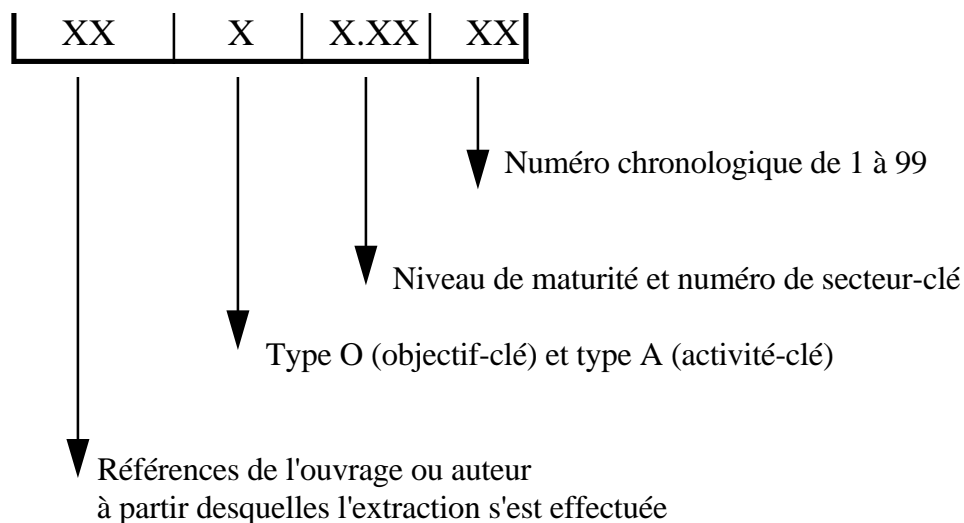 XX X X.XX XX
Numéro chronologique de 1 à 99
Niveau de maturité et numéro de secteur-clé
Type O (objectif-clé) et type A (activité-clé)
Références de l'ouvrage ou auteur
à partir desquelles l'extraction s'est effectuée